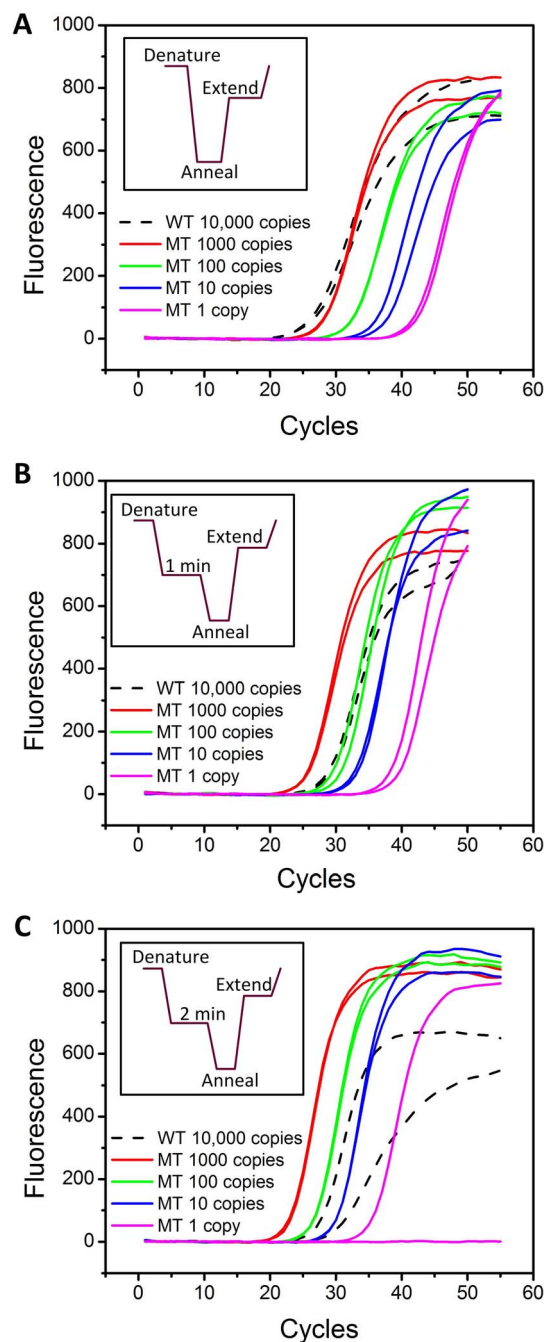 A
1000
800
600
400
200
0
Fluorescence
Denature
Extend
Anneal
WT 10,000 copies
MT 1000 copies
MT 100 copies
MT 10 copies
MT 1 copy
0 10 20 30 40 50 60
Cycles
B
1000
800
600
400
200
0
Fluorescence
Denature
Extend
1 min
Anneal
WT 10,000 copies
MT 1000 copies
MT 100 copies
MT 10 copies
MT 1 copy
0 10 20 30 40 50 60
Cycles
C
1000
800
600
400
200
0
Fluorescence
Denature
Extend
2 min
Anneal
WT 10,000 copies
MT 1000 copies
MT 100 copies
MT 10 copies
MT 1 copy
0 10 20 30 40 50 60
Cycles